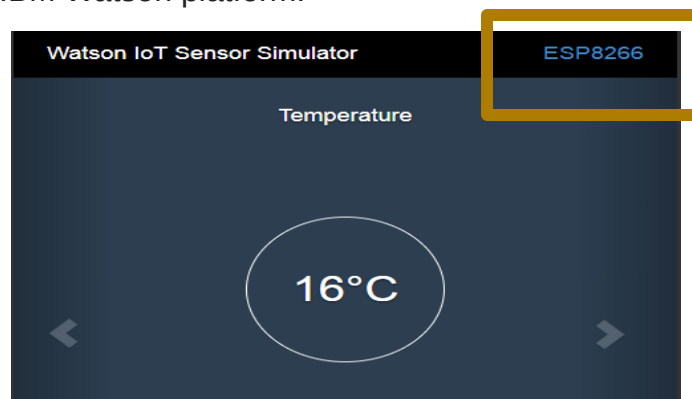 IBM Watson platform.
Watson IoT Sensor Simulator ESP8266
Temperature
16°C